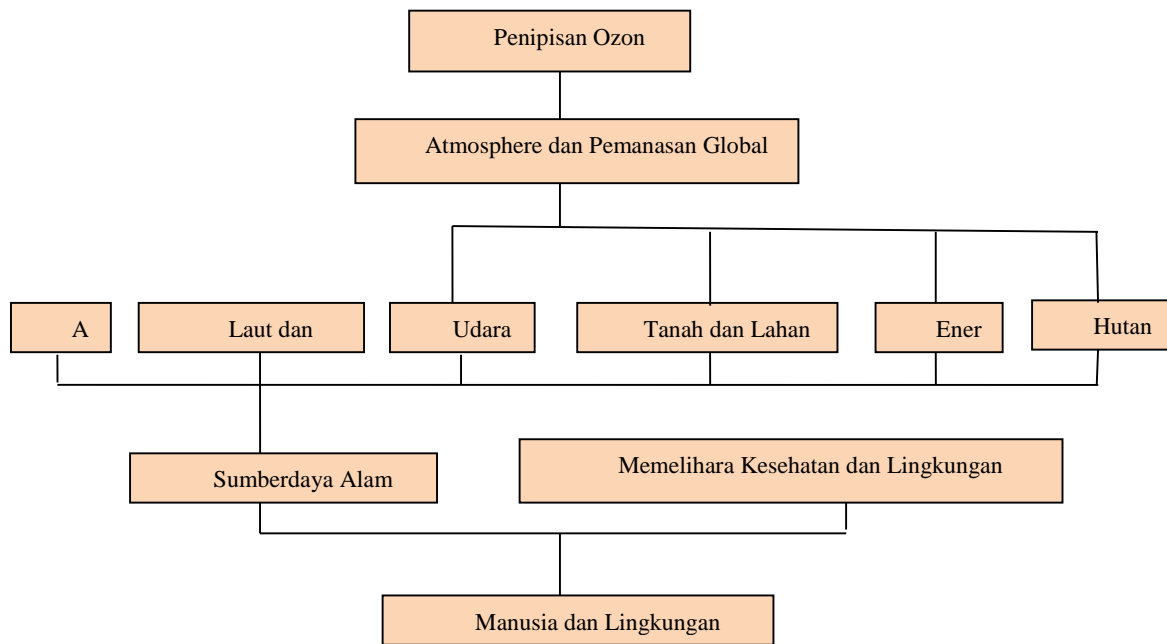 Penipisan Ozon
Atmosphere dan Pemanasan Global
A
Laut dan
Udara
Tanah dan Lahan
Ener
Hutan
Sumberdaya Alam
Memelihara Kesehatan dan Lingkungan
Manusia dan Lingkungan